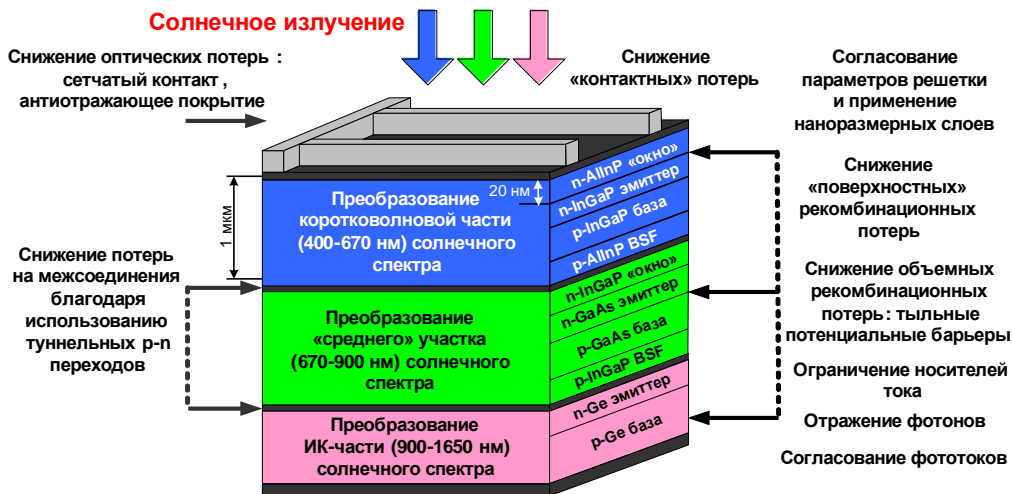 Солнечное излучение
Снижение оптических потерь :
сетчатый контакт ,
антиотражающее покрытие
Снижение
«контактных» потерь
Согласование
параметров решетки
и применение
наноразмерных слоев
1 мкм
20 нм
Преобразование
коротковолновой части
(400-670 нм) солнечного
спектра
n-AlInP «окно»
n-InGaP эмиттер
p-InGaP база
p-AlInP BSF
Снижение
«поверхностных»
рекомбинационных
потерь
Снижение потерь
на межсоединения
благодаря
использованию
туннельных p-n
переходов
Преобразование
«среднего» участка
(670-900 нм) солнечного
спектра
n-InGaP «окно»
n-GaAs эмиттер
p-GaAs база
p-InGaP BSF
Снижение объемных
рекомбинационных
потерь: тыльные
потенциальные барьеры
Преобразование
ИК-части (900-1650 нм)
солнечного спектра
n-Ge эмиттер
p-Ge база
Ограничение носителей
тока
Отражение фотонов
Согласование фототоков